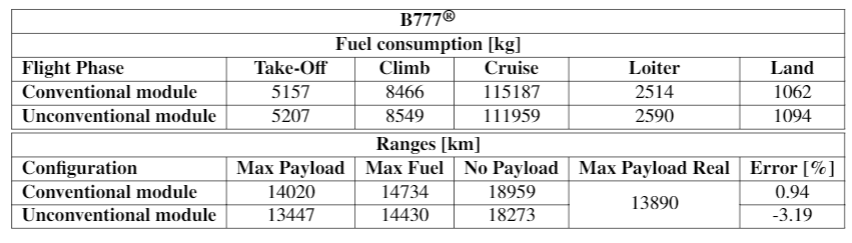 B777®
Fuel consumption [kg]
Flight Phase Take-Off Climb Cruise Loiter Land
Conventional module 5157 8466 115187 2514 1062
Unconventional module 5207 8549 111959 2590 1094
Ranges [km]
Configuration Max Payload Max Fuel No Payload Max Payload Real Error [%]
Conventional module 14020 14734 18959 13890 0.94
Unconventional module 13447 14430 18273 -3.19